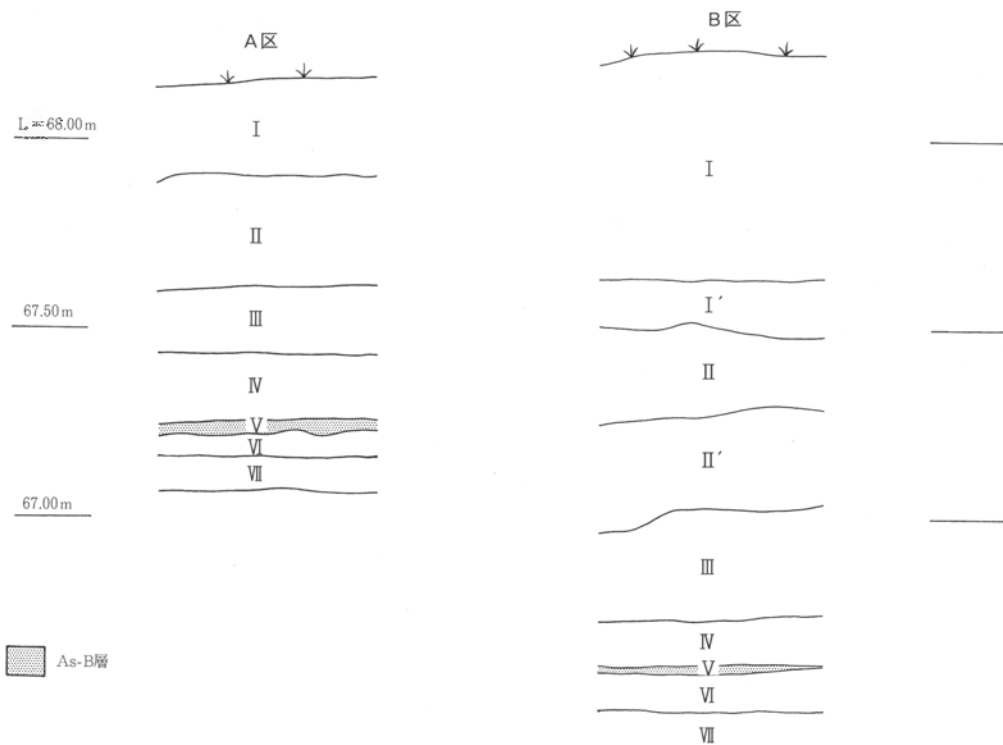 A区
B区
L=68.00m
I
II
III
IV
V
VI
VII
67.50m
67.00m
I
I´
II
II´
III
IV
V
VI
VII
As-B層